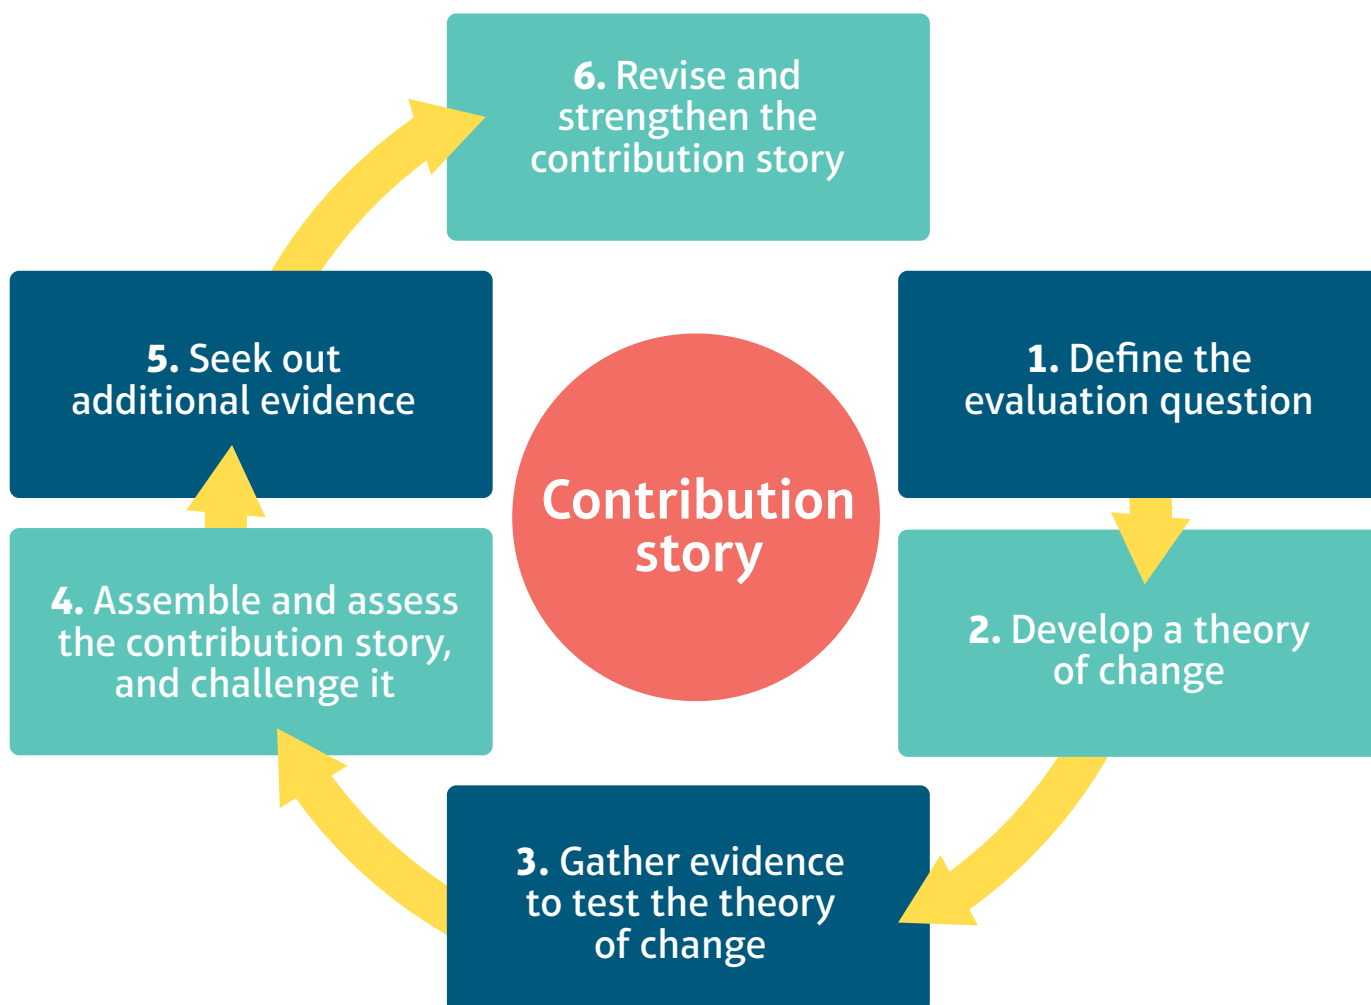 6. Revise and
strengthen the
contribution story
5. Seek out
additional evidence
1. Define the
evaluation question
Contribution
story
4. Assemble and assess
the contribution story,
and challenge it
2. Develop a theory
of change
3. Gather evidence
to test the theory
of change